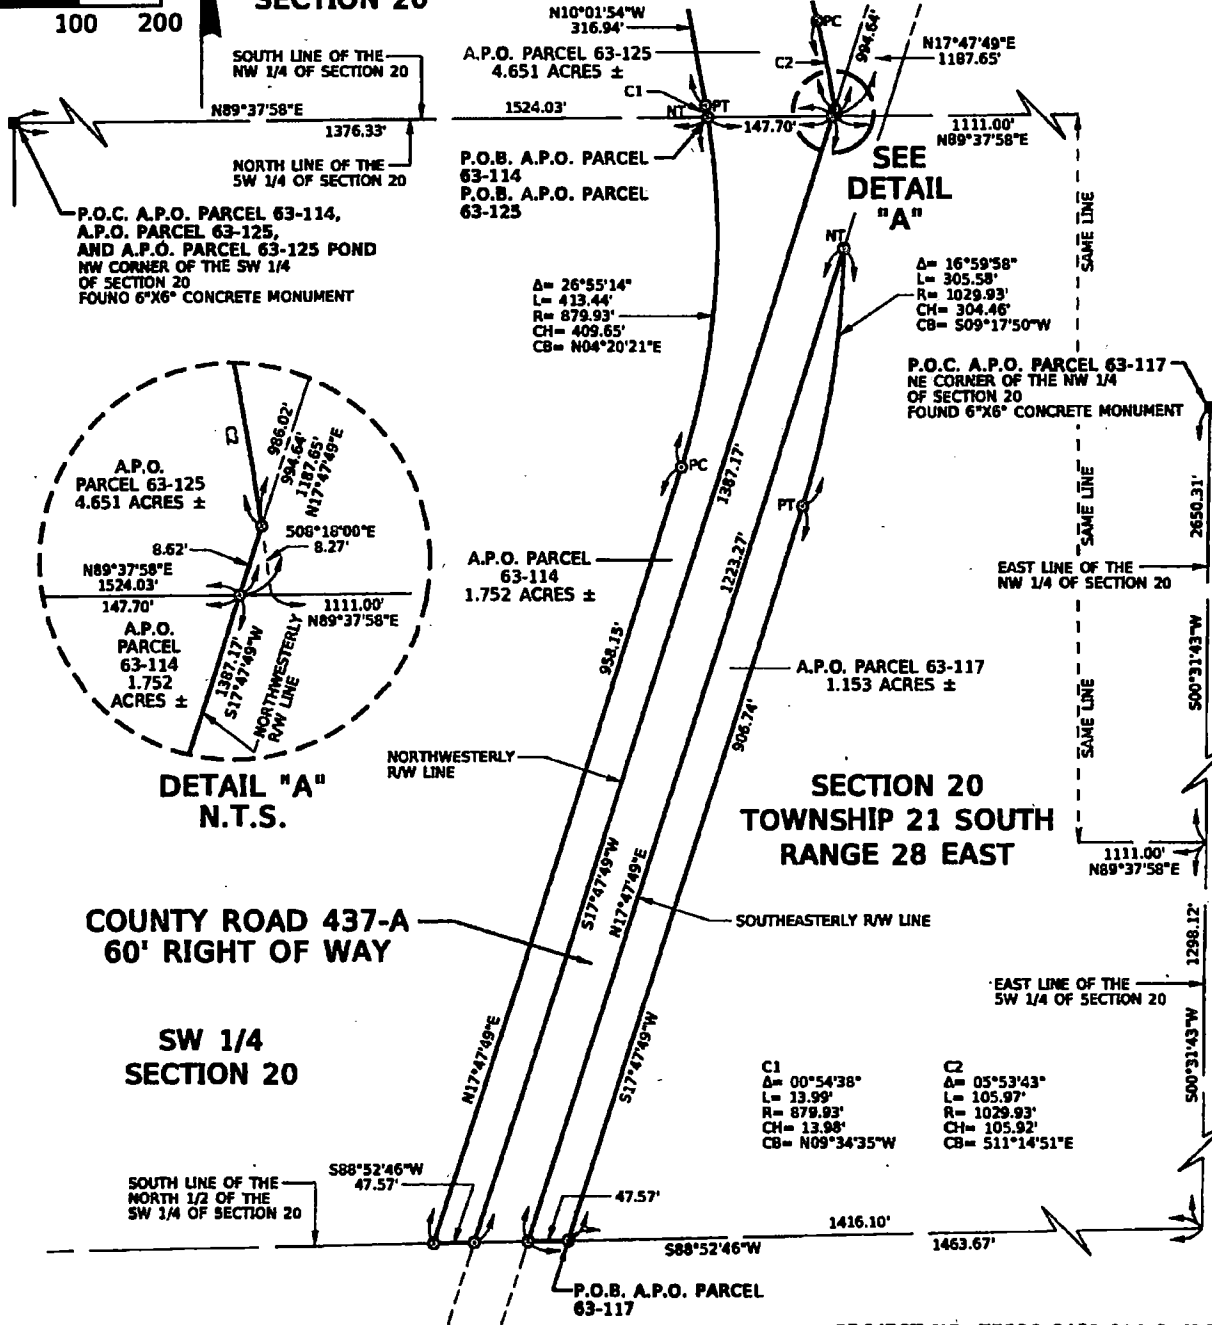 100 200
SECTION 20
SOUTH LINE OF THE
NW 1/4 OF SECTION 20
N89°37'58"E
1376.33'
NORTH LINE OF THE
SW 1/4 OF SECTION 20
P.O.C. A.P.O. PARCEL 63-114,
A.P.O. PARCEL 63-125,
AND A.P.O. PARCEL 63-125 POND
NW CORNER OF THE SW 1/4
OF SECTION 20
FOUND 6"X6" CONCRETE MONUMENT
N10°01'54"W
316.94'
A.P.O. PARCEL 63-125
4.651 ACRES ±
C1
1524.03'
NT
PT
P.O.B. A.P.O. PARCEL
63-114
P.O.B. A.P.O. PARCEL
63-125
PC
C2
994.64'
N17°47'49"E
1187.65'
147.70'
1111.00'
N89°37'58"E
SEE
DETAIL
"A"
NT
Δ= 26°55'14"
L= 413.44'
R= 879.93'
CH= 409.65'
CB= N04°20'21"E
Δ= 16°59'58"
L= 305.58'
R= 1029.93'
CH= 304.46'
CB= S09°17'50"W
SAME LINE
P.O.C. A.P.O. PARCEL 63-117
NE CORNER OF THE NW 1/4
OF SECTION 20
FOUND 6"X6" CONCRETE MONUMENT
C2
986.02'
994.64'
1187.65'
N17°47'49"E
A.P.O.
PARCEL 63-125
4.651 ACRES ±
S08°18'00"E
8.27'
8.62'
N89°37'58"E
1524.03'
147.70'
1111.00'
N89°37'58"E
A.P.O.
PARCEL
63-114
1.752
ACRES ±
1387.17'
S17°47'49"W
NORTHWESTERLY
R/W LINE
DETAIL "A"
N.T.S.
PC
1387.17'
PT
1223.27'
SAME LINE
2650.31'
A.P.O. PARCEL
63-114
1.752 ACRES ±
EAST LINE OF THE
NW 1/4 OF SECTION 20
958.15'
A.P.O. PARCEL 63-117
1.153 ACRES ±
906.74'
SAME LINE
S00°31'43"W
NORTHWESTERLY
R/W LINE
SECTION 20
TOWNSHIP 21 SOUTH
RANGE 28 EAST
1111.00'
N89°37'58"E
S17°47'49"W
N17°47'49"E
COUNTY ROAD 437-A
60' RIGHT OF WAY
SOUTHEASTERLY R/W LINE
1298.12'
EAST LINE OF THE
SW 1/4 OF SECTION 20
S00°31'43"W
SW 1/4
SECTION 20
N17°47'49"E
S17°47'49"W
C1
Δ= 00°54'38"
L= 13.99'
R= 879.93'
CH= 13.98'
CB= N09°34'35"W
C2
Δ= 05°53'43"
L= 105.97'
R= 1029.93'
CH= 105.92'
CB= S11°14'51"E
SOUTH LINE OF THE
NORTH 1/2 OF THE
SW 1/4 OF SECTION 20
S88°52'46"W
47.57'
47.57'
1416.10'
S88°52'46"W
1463.67'
P.O.B. A.P.O. PARCEL
63-117